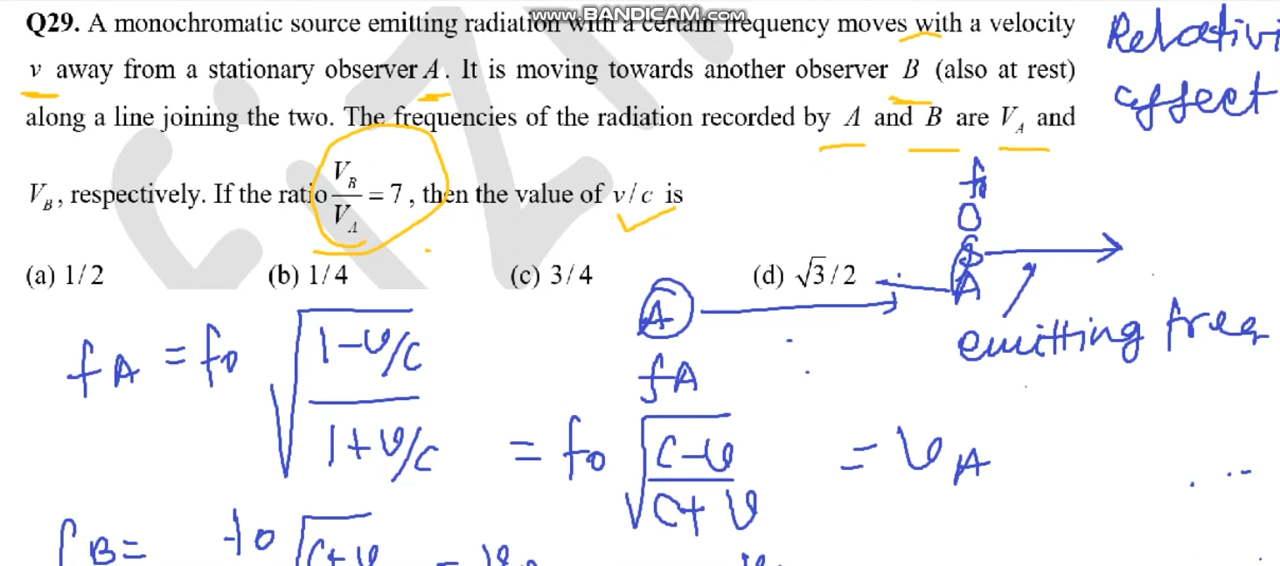 www.BANDICAM.com
Q29. A monochromatic source emitting radiation with a certain frequency moves with a velocity
v away from a stationary observer A. It is moving towards another observer B (also at rest)
along a line joining the two. The frequencies of the radiation recorded by A and B are V_A and
V_B, respectively. If the ratio V_B/V_A = 7, then the value of v/c is
(a) 1/2 (b) 1/4 (c) 3/4 (d) √3/2
Relativi
effect
f0
O
S
A
A
fA
emitting freq
fA = f0 √((1-v/c)/(1+v/c)) = f0 √((c-v)/(c+v)) = νA